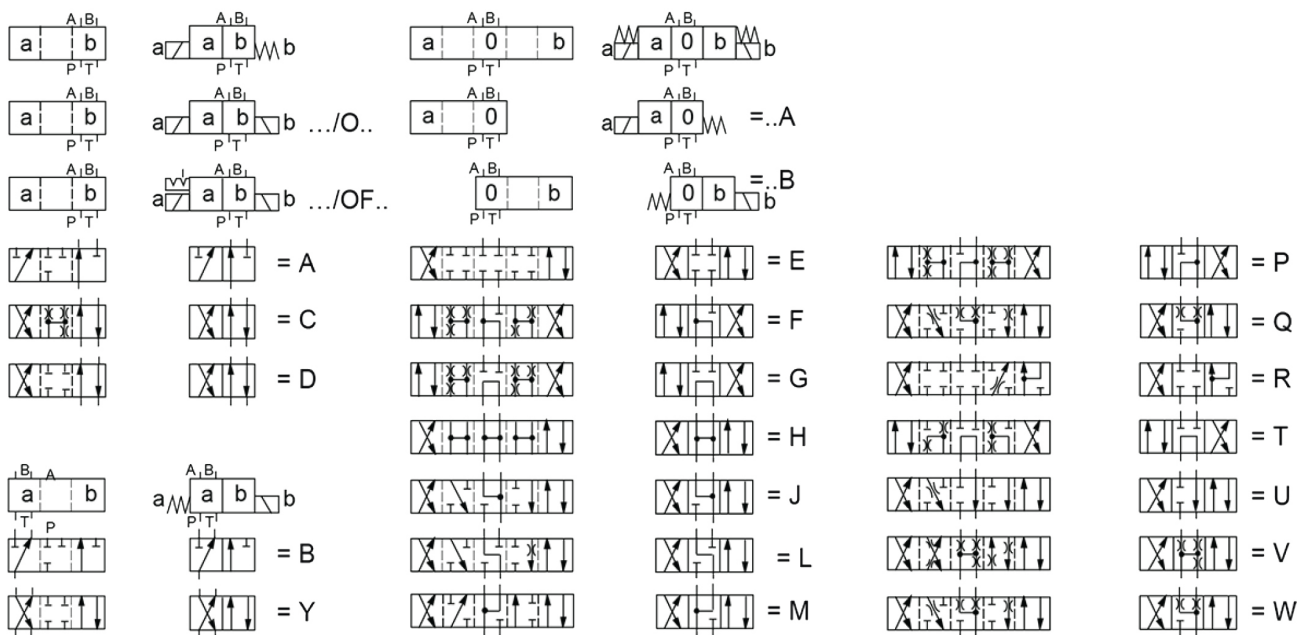 A B A B A B A B
a b a a b b a 0 b a a 0 b b
P T P T P T P T
A B A B A B A B
a b a a b b .../O.. a 0 a a 0 =..A
P T P T P T P T
A B A B A B A B
a b a a b b .../OF.. 0 b 0 b b =..B
P T P T P T P T
= A = E = P
= C = F = Q
= D = G = R
= H = T
B A A B
a b a a b b = J = U
T P P T
= B = L = V
= Y = M = W